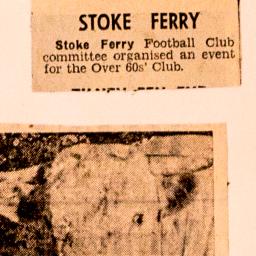 STOKE FERRY
Stoke Ferry Football Club
committee organised an event
for the Over 60s' Club.